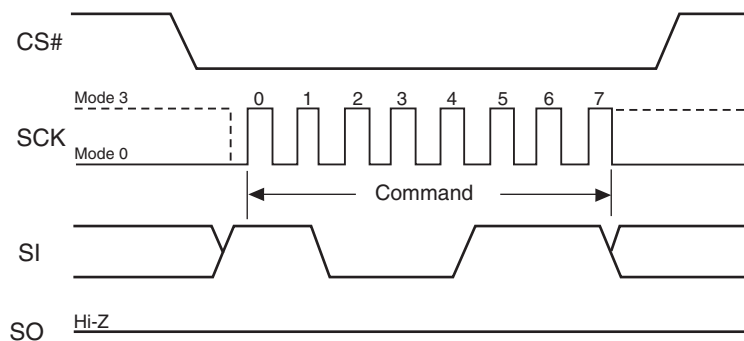 CS#
Mode 3
0 1 2 3 4 5 6 7
SCK
Mode 0
Command
SI
Hi-Z
SO